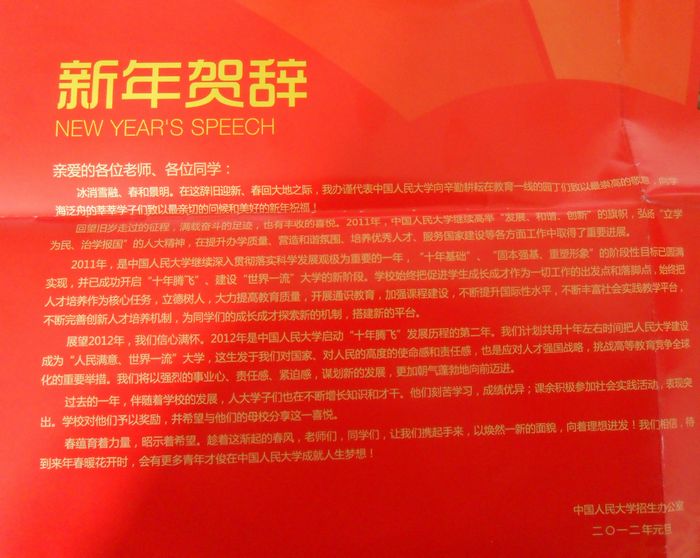 新年贺辞
NEW YEAR'S SPEECH
亲爱的各位老师、各位同学：
冰消雪融、春和景明。在这辞旧迎新、春回大地之际，我办谨代表中国人民大学向辛勤耕耘在教育一线的园丁们致以最崇高的敬意，向学
海泛舟的莘莘学子们致以最亲切的问候和美好的新年祝福！
回望旧岁走过的征程，满载奋斗的足迹，也有丰收的喜悦。2011年，中国人民大学继续高举“发展、和谐、创新”的旗帜，弘扬“立学
为民、治学报国”的人大精神，在提升办学质量、营造和谐氛围、培养优秀人才、服务国家建设等各方面工作中取得了重要进展。
2011年，是中国人民大学继续深入贯彻落实科学发展观极为重要的一年，“十年基础”、“固本强基、重塑形象”的阶段性目标已圆满
实现，并已成功开启“十年腾飞”、建设“世界一流”大学的新阶段。学校始终把促进学生成长成才作为一切工作的出发点和落脚点，始终把
人才培养作为核心任务，立德树人，大力提高教育质量，开展通识教育，加强课程建设，不断提升国际性水平，不断丰富社会实践教学平台，
不断完善创新人才培养机制，为同学们的成长成才探索新的机制，搭建新的平台。
展望2012年，我们信心满怀。2012年是中国人民大学启动“十年腾飞”发展历程的第二年。我们计划共用十年左右时间把人民大学建设
成为“人民满意、世界一流”大学，这生发于我们对国家、对人民的高度的使命感和责任感，也是应对人才强国战略，挑战高等教育竞争全球
化的重要举措。我们将以强烈的事业心、责任感、紧迫感，谋划新的发展，更加朝气蓬勃地向前迈进。
过去的一年，伴随着学校的发展，人大学子们也在不断增长知识和才干。他们刻苦学习，成绩优异；课余积极参加社会实践活动，表现突
出。学校对他们予以奖励，并希望与他们的母校分享这一喜悦。
春蕴育着力量，昭示着希望。趁着这渐起的春风，老师们，同学们，让我们携起手来，以焕然一新的面貌，向着理想进发！我们相信，待
到来年春暖花开时，会有更多青年才俊在中国人民大学成就人生梦想！
中国人民大学招生办公室
二〇一二年元旦